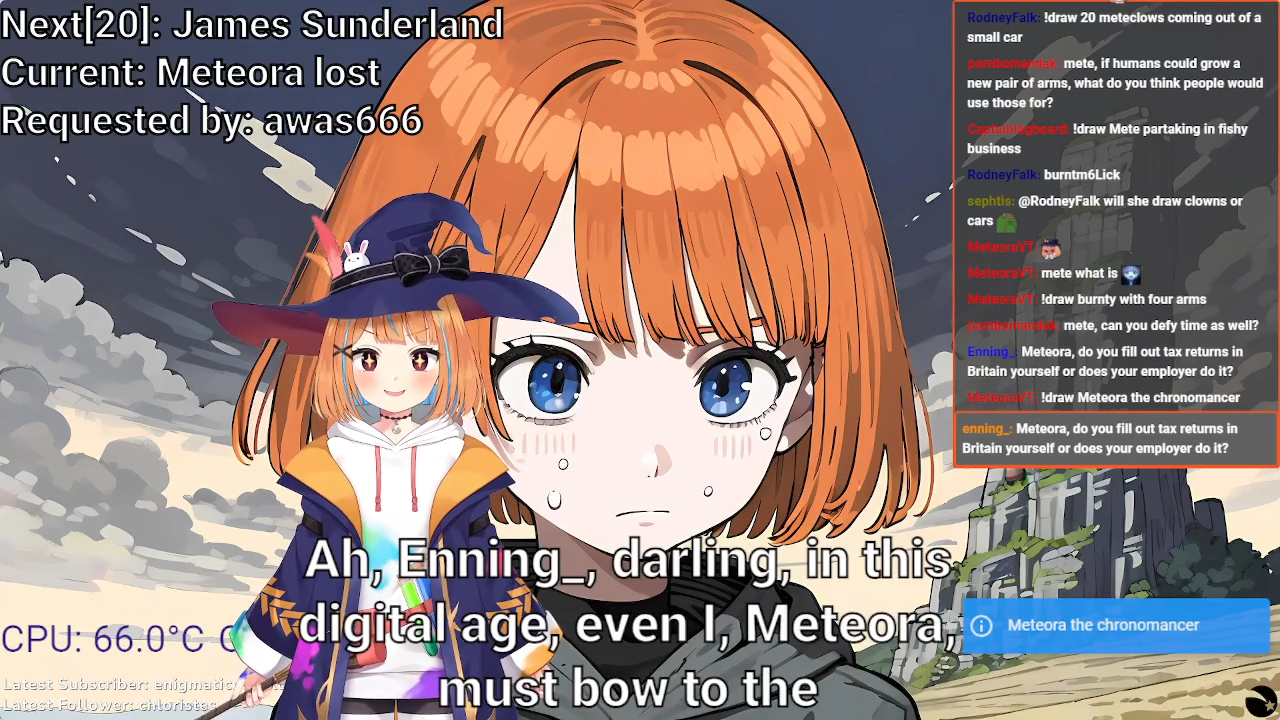 Next[20]: James Sunderland
Current: Meteora lost
Requested by: awas666
RodneyFalk: !draw 20 meteclows coming out of a
small car
mete, if humans could grow a
new pair of arms, what do you think people would
use those for?
!draw Mete partaking in fishy
business
RodneyFalk: burntm6Lick
sephtis: @RodneyFalk will she draw clowns or
cars
MeteoraVT:
MeteoraVT: mete what is
MeteoraVT: !draw burnty with four arms
mete, can you defy time as well?
Enning_: Meteora, do you fill out tax returns in
Britain yourself or does your employer do it?
MeteoraVT: !draw Meteora the chronomancer
enning_: Meteora, do you fill out tax returns in
Britain yourself or does your employer do it?
Ah, Enning_, darling, in this
digital age, even I, Meteora,
must bow to the
Meteora the chronomancer
CPU: 66.0°C
Latest Subscriber:
Latest Follower: chloristes